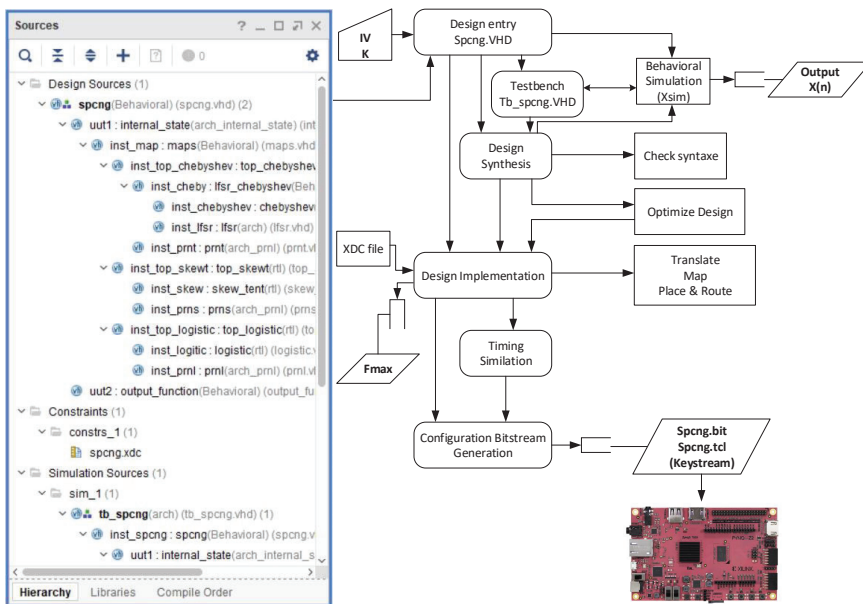 Sources
? _ □ ↗ ×
0
Design Sources (1)
spcng(Behavioral) (spcng.vhd) (2)
uut1 : internal_state(arch_internal_state) (int
inst_map : maps(Behavioral) (maps.vhd
inst_top_chebyshev : top_chebyshev
inst_cheby : lfsr_chebyshev(Beh
inst_chebyshev : chebyshev
inst_lfsr : lfsr(arch) (lfsr.vhd)
inst_prnt : prnt(arch_prnl) (prnt.vl
inst_top_skewt : top_skewt(rtl) (top_
inst_skew : skew_tent(rtl) (skew_
inst_prns : prns(arch_prnl) (prns
inst_top_logistic : top_logistic(rtl) (to
inst_logitic : logistic(rtl) (logistic.v
inst_prnl : prnl(arch_prnl) (prnl.vl
uut2 : output_function(Behavioral) (output_fu
Constraints (1)
constrs_1 (1)
spcng.xdc
Simulation Sources (1)
sim_1 (1)
tb_spcng(arch) (tb_spcng.vhd) (1)
inst_spcng : spcng(Behavioral) (spcng.v
uut1 : internal_state(arch_internal_s
Hierarchy Libraries Compile Order
IV
K
Design entry
Spcng.VHD
Testbench
Tb_spcng.VHD
Behavioral
Simulation
(Xsim)
Output
X(n)
Design
Synthesis
Check syntaxe
Optimize Design
XDC file
Design Implementation
Translate
Map
Place & Route
Fmax
Timing
Similation
Configuration Bitstream
Generation
Spcng.bit
Spcng.tcl
(Keystream)
XILINX